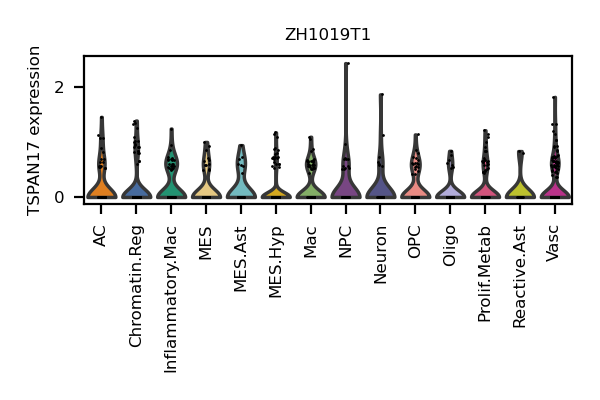 ZH1019T1
TSPAN17 expression
2
0
AC
Chromatin.Reg
Inflammatory.Mac
MES
MES.Ast
MES.Hyp
Mac
NPC
Neuron
OPC
Oligo
Prolif.Metab
Reactive.Ast
Vasc